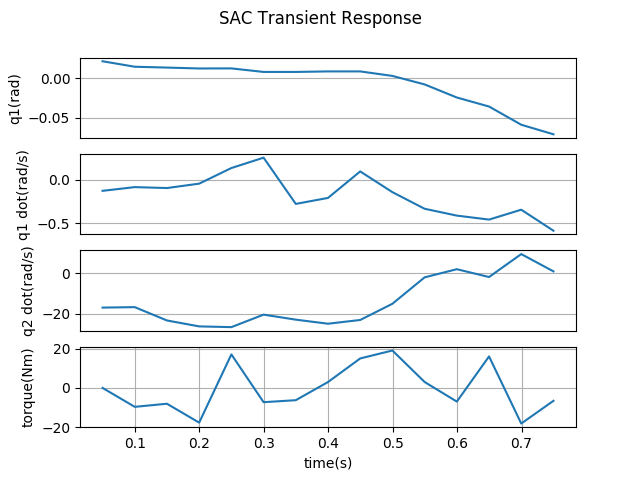 SAC Transient Response
0.00
−0.05
q1(rad)
0.0
−0.5
q1 dot(rad/s)
0
−20
q2 dot(rad/s)
20
0
−20
torque(Nm)
0.1 0.2 0.3 0.4 0.5 0.6 0.7
time(s)